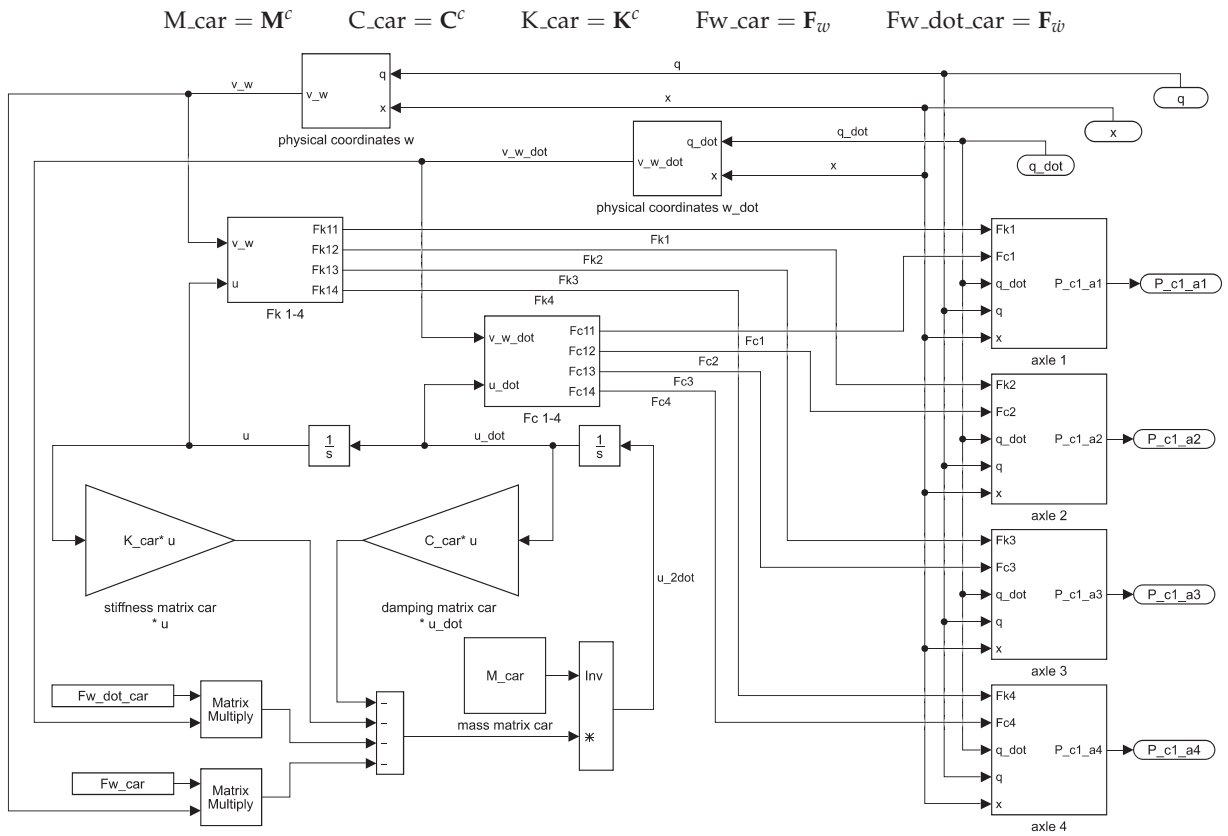 M_car = M^c C_car = C^c K_car = K^c Fw_car = F_w Fw_dot_car = F_ẇ
q
v_w
q
v_w
x
x
q
physical coordinates w
x
q_dot
v_w_dot
q_dot
v_w_dot
x
x
q_dot
physical coordinates w_dot
v_w
u
Fk11
Fk12
Fk13
Fk14
Fk 1-4
Fk1
Fk2
Fk3
Fk4
v_w_dot
u_dot
Fc11
Fc12
Fc13
Fc14
Fc 1-4
Fc1
Fc2
Fc3
Fc4
Fk1
Fc1
q_dot
q
x
P_c1_a1
P_c1_a1
axle 1
Fk2
Fc2
q_dot
q
x
P_c1_a2
P_c1_a2
axle 2
u
1
s
u_dot
1
s
K_car* u
stiffness matrix car
* u
C_car* u
damping matrix car
* u_dot
u_2dot
Fk3
Fc3
q_dot
q
x
P_c1_a3
P_c1_a3
axle 3
M_car
mass matrix car
Inv
*
Fw_dot_car
Matrix
Multiply
−
−
−
−
Fw_car
Matrix
Multiply
Fk4
Fc4
q_dot
q
x
P_c1_a4
P_c1_a4
axle 4